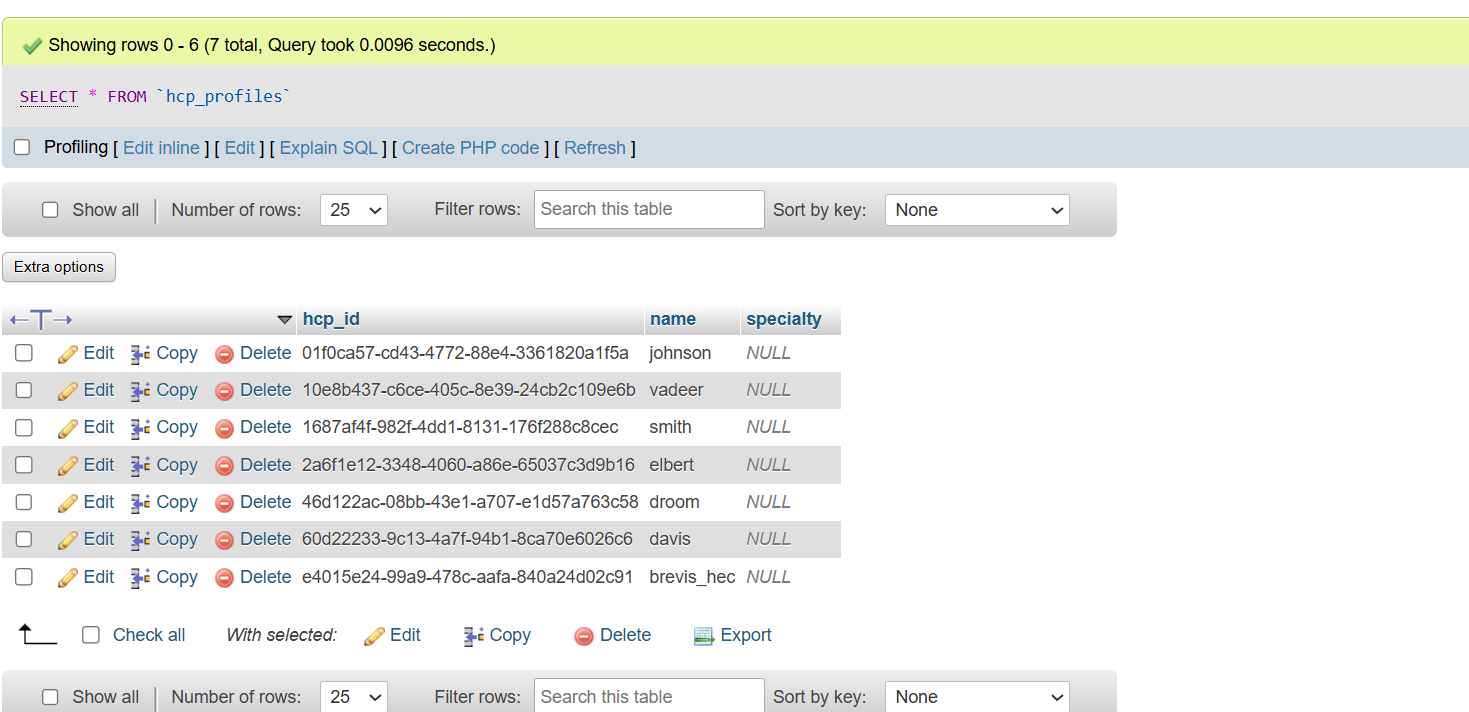 Showing rows 0 - 6 (7 total, Query took 0.0096 seconds.)
SELECT * FROM `hcp_profiles`
Profiling [ Edit inline ] [ Edit ] [ Explain SQL ] [ Create PHP code ] [ Refresh ]
Show all Number of rows: 25 Filter rows: Search this table Sort by key: None
Extra options
hcp_id name specialty
Edit Copy Delete 01f0ca57-cd43-4772-88e4-3361820a1f5a johnson NULL
Edit Copy Delete 10e8b437-c6ce-405c-8e39-24cb2c109e6b vadeer NULL
Edit Copy Delete 1687af4f-982f-4dd1-8131-176f288c8cec smith NULL
Edit Copy Delete 2a6f1e12-3348-4060-a86e-65037c3d9b16 elbert NULL
Edit Copy Delete 46d122ac-08bb-43e1-a707-e1d57a763c58 droom NULL
Edit Copy Delete 60d22233-9c13-4a7f-94b1-8ca70e6026c6 davis NULL
Edit Copy Delete e4015e24-99a9-478c-aafa-840a24d02c91 brevis_hec NULL
Check all With selected: Edit Copy Delete Export
Show all Number of rows: 25 Filter rows: Search this table Sort by key: None